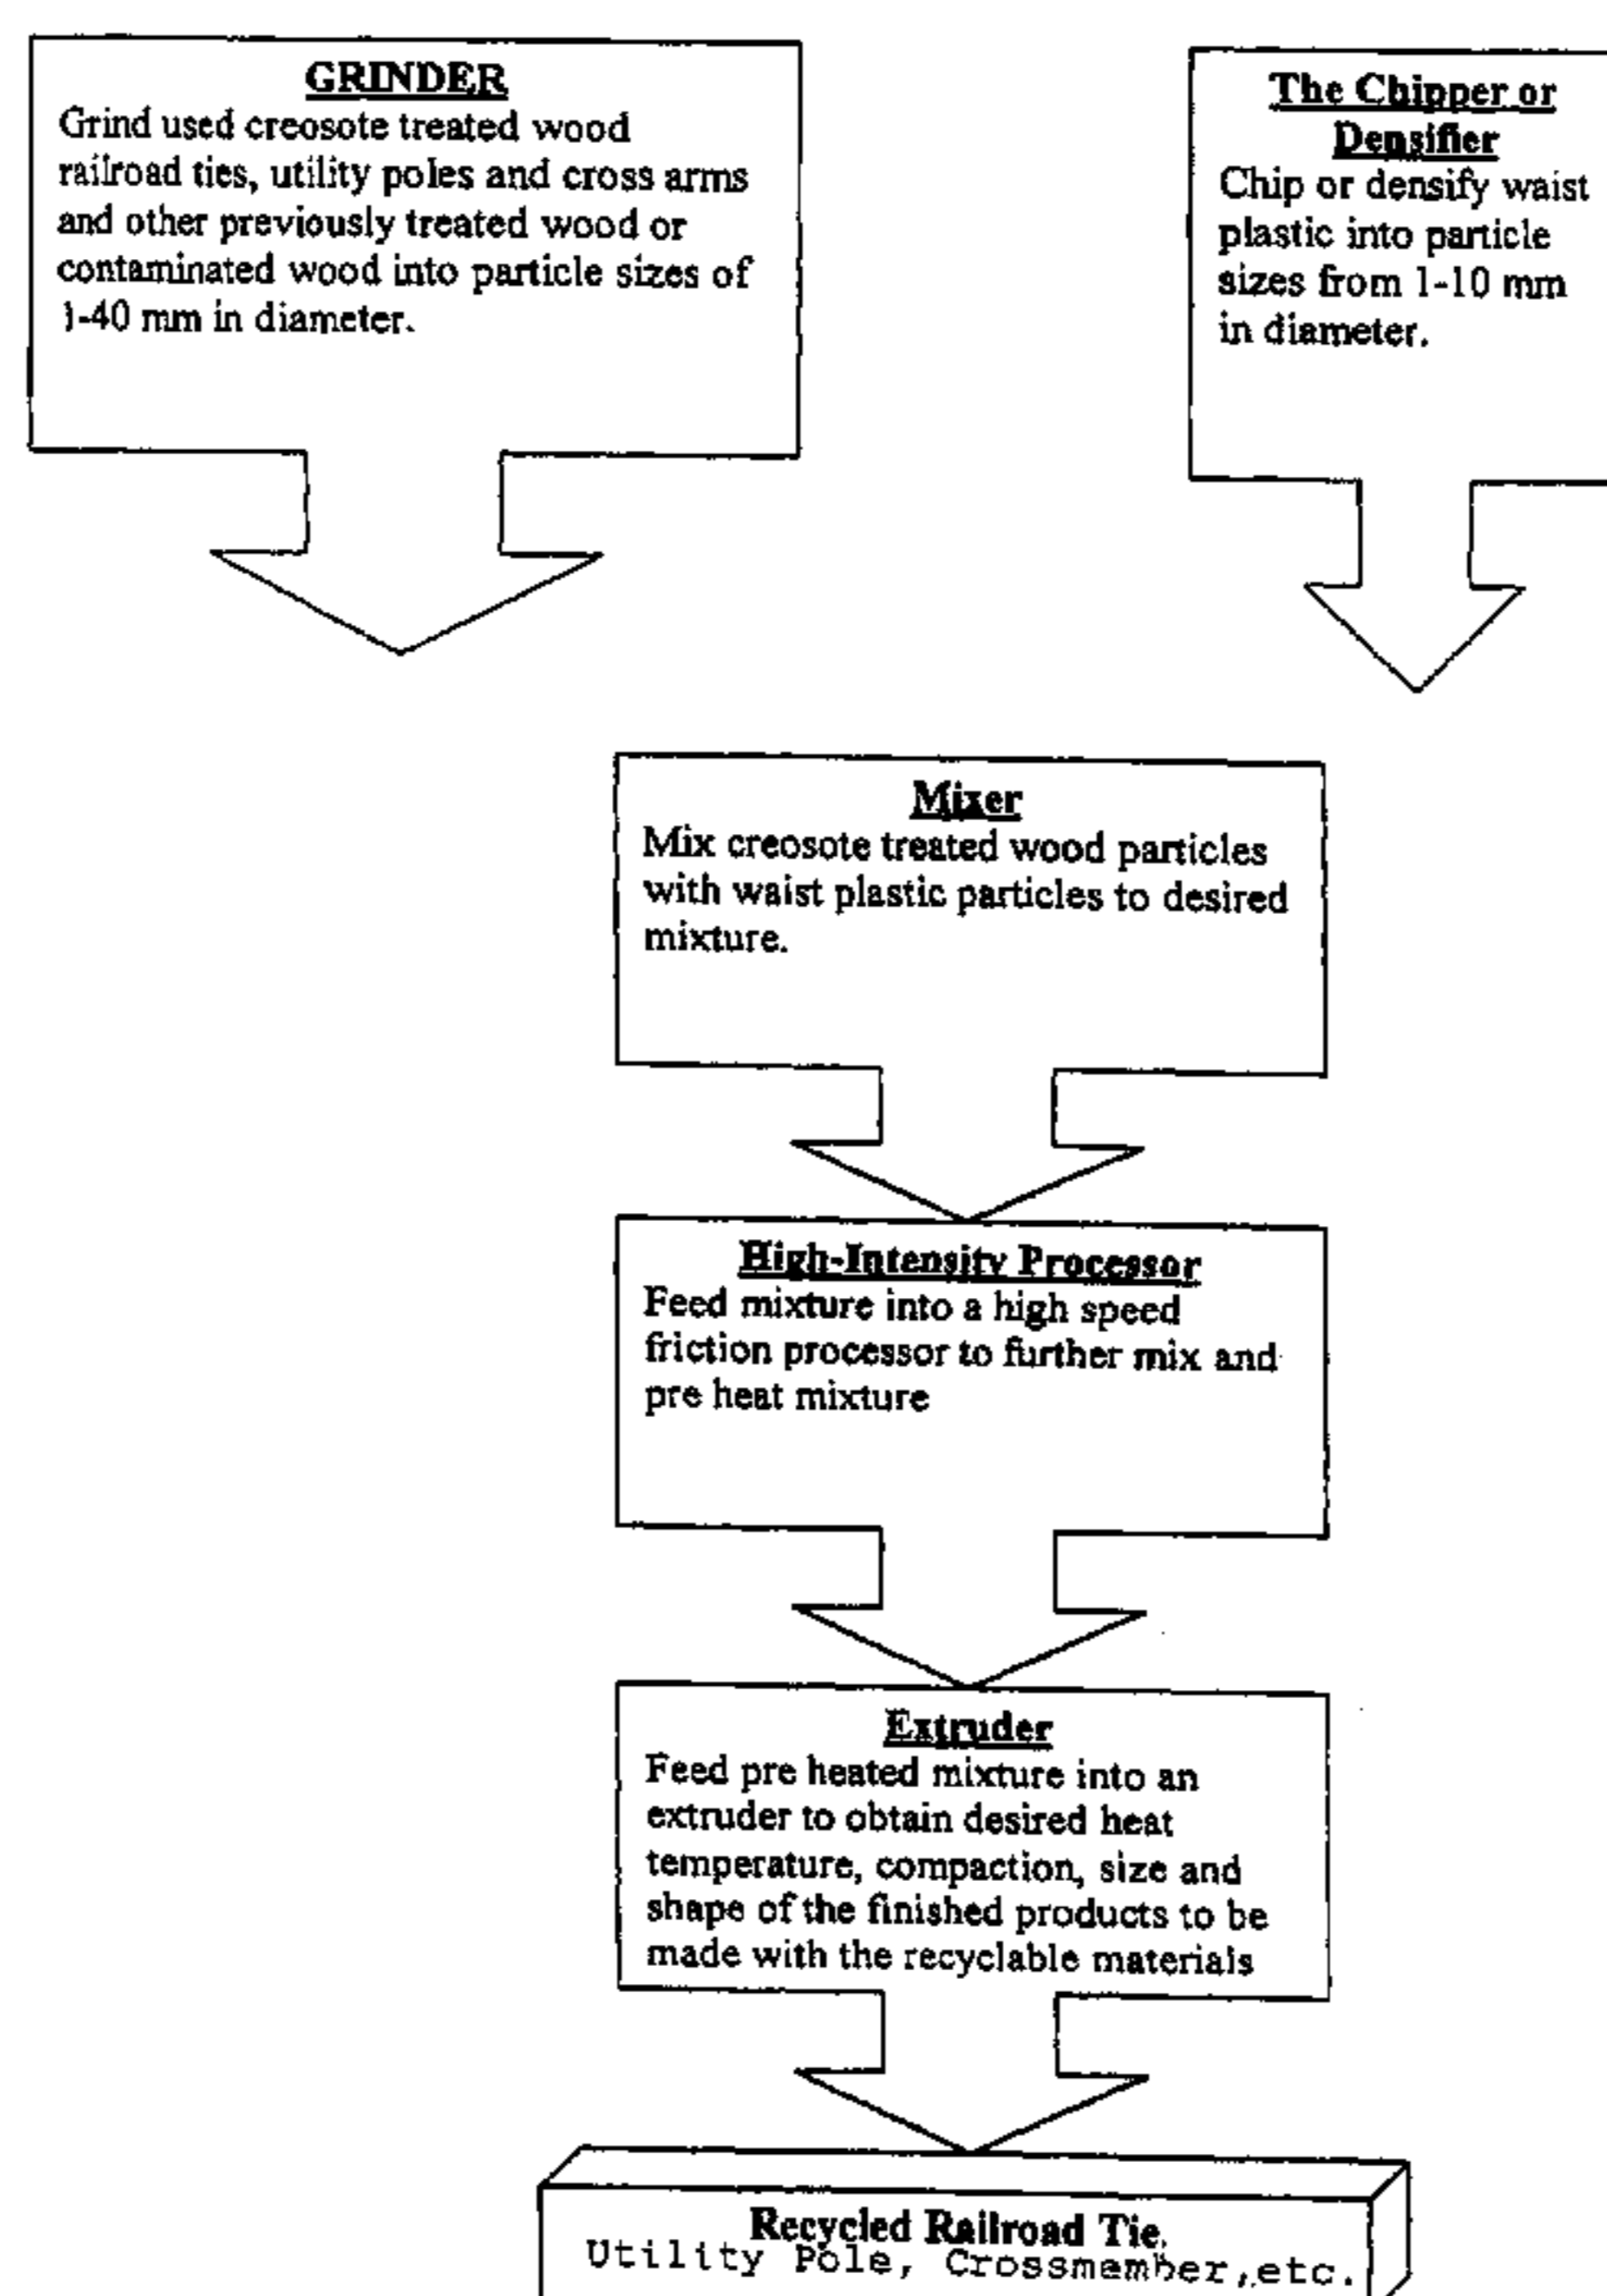 GRINDER
Grind used creosote treated wood
railroad ties, utility poles and cross arms
and other previously treated wood or
contaminated wood into particle sizes of
1-40 mm in diameter.
The Chipper or
Densifier
Chip or densify waist
plastic into particle
sizes from 1-10 mm
in diameter.
Mixer
Mix creosote treated wood particles
with waist plastic particles to desired
mixture.
High-Intensity Processor
Feed mixture into a high speed
friction processor to further mix and
pre heat mixture
Extruder
Feed pre heated mixture into an
extruder to obtain desired heat
temperature, compaction, size and
shape of the finished products to be
made with the recyclable materials
Recycled Railroad Tie,
Utility Pole, Crossmember, etc.